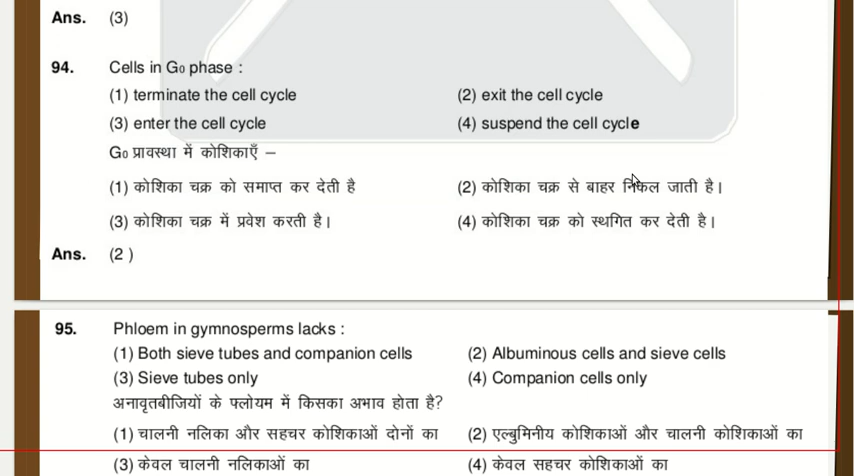 Ans. (3)
94. Cells in G0 phase :
(1) terminate the cell cycle (2) exit the cell cycle
(3) enter the cell cycle (4) suspend the cell cycle
G0 प्रावस्था में कोशिकाएँ –
(1) कोशिका चक्र को समाप्त कर देती है (2) कोशिका चक्र से बाहर निकल जाती है।
(3) कोशिका चक्र में प्रवेश करती है। (4) कोशिका चक्र को स्थगित कर देती है।
Ans. (2 )
95. Phloem in gymnosperms lacks :
(1) Both sieve tubes and companion cells (2) Albuminous cells and sieve cells
(3) Sieve tubes only (4) Companion cells only
अनावृतबीजियों के फ्लोयम में किसका अभाव होता है?
(1) चालनी नलिका और सहचर कोशिकाओं दोनों का (2) एल्बुमिनीय कोशिकाओं और चालनी कोशिकाओं का
(3) केवल चालनी नलिकाओं का (4) केवल सहचर कोशिकाओं का